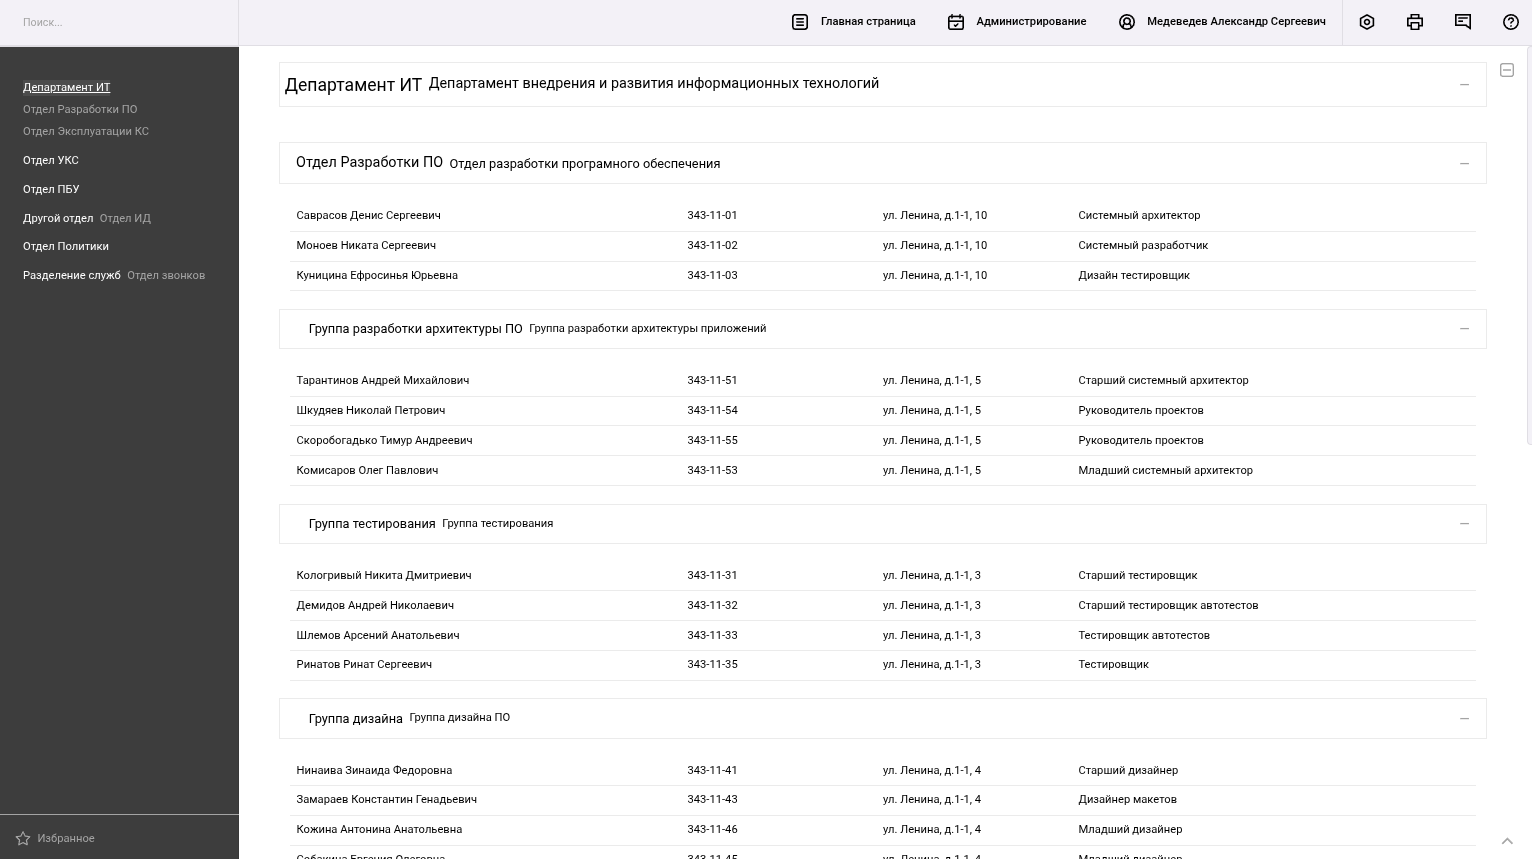 Поиск...
Главная страница Администрирование Медеведев Александр Сергеевич
Департамент ИТ
Отдел Разработки ПО
Отдел Эксплуатации КС
Отдел УКС
Отдел ПБУ
Другой отдел Отдел ИД
Отдел Политики
Разделение служб Отдел звонков
Избранное
Департамент ИТ Департамент внедрения и развития информационных технологий
Отдел Разработки ПО Отдел разработки програмного обеспечения
Саврасов Денис Сергеевич 343-11-01 ул. Ленина, д.1-1, 10 Системный архитектор
Моноев Никата Сергеевич 343-11-02 ул. Ленина, д.1-1, 10 Системный разработчик
Куницина Ефросинья Юрьевна 343-11-03 ул. Ленина, д.1-1, 10 Дизайн тестировщик
Группа разработки архитектуры ПО Группа разработки архитектуры приложений
Тарантинов Андрей Михайлович 343-11-51 ул. Ленина, д.1-1, 5 Старший системный архитектор
Шкудяев Николай Петрович 343-11-54 ул. Ленина, д.1-1, 5 Руководитель проектов
Скоробогадько Тимур Андреевич 343-11-55 ул. Ленина, д.1-1, 5 Руководитель проектов
Комисаров Олег Павлович 343-11-53 ул. Ленина, д.1-1, 5 Младший системный архитектор
Группа тестирования Группа тестирования
Кологривый Никита Дмитриевич 343-11-31 ул. Ленина, д.1-1, 3 Старший тестировщик
Демидов Андрей Николаевич 343-11-32 ул. Ленина, д.1-1, 3 Старший тестировщик автотестов
Шлемов Арсений Анатольевич 343-11-33 ул. Ленина, д.1-1, 3 Тестировщик автотестов
Ринатов Ринат Сергеевич 343-11-35 ул. Ленина, д.1-1, 3 Тестировщик
Группа дизайна Группа дизайна ПО
Нинаива Зинаида Федоровна 343-11-41 ул. Ленина, д.1-1, 4 Старший дизайнер
Замараев Константин Генадьевич 343-11-43 ул. Ленина, д.1-1, 4 Дизайнер макетов
Кожина Антонина Анатольевна 343-11-46 ул. Ленина, д.1-1, 4 Младший дизайнер
Собакина Евгения Олеговна 343-11-45 ул. Ленина, д.1-1, 4 Младший дизайнер